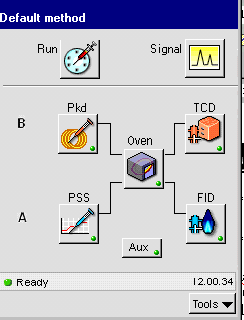 Default method
Run Signal
Pkd TCD
B
Oven
PSS FID
A
Aux
Ready 12.00.34
Tools